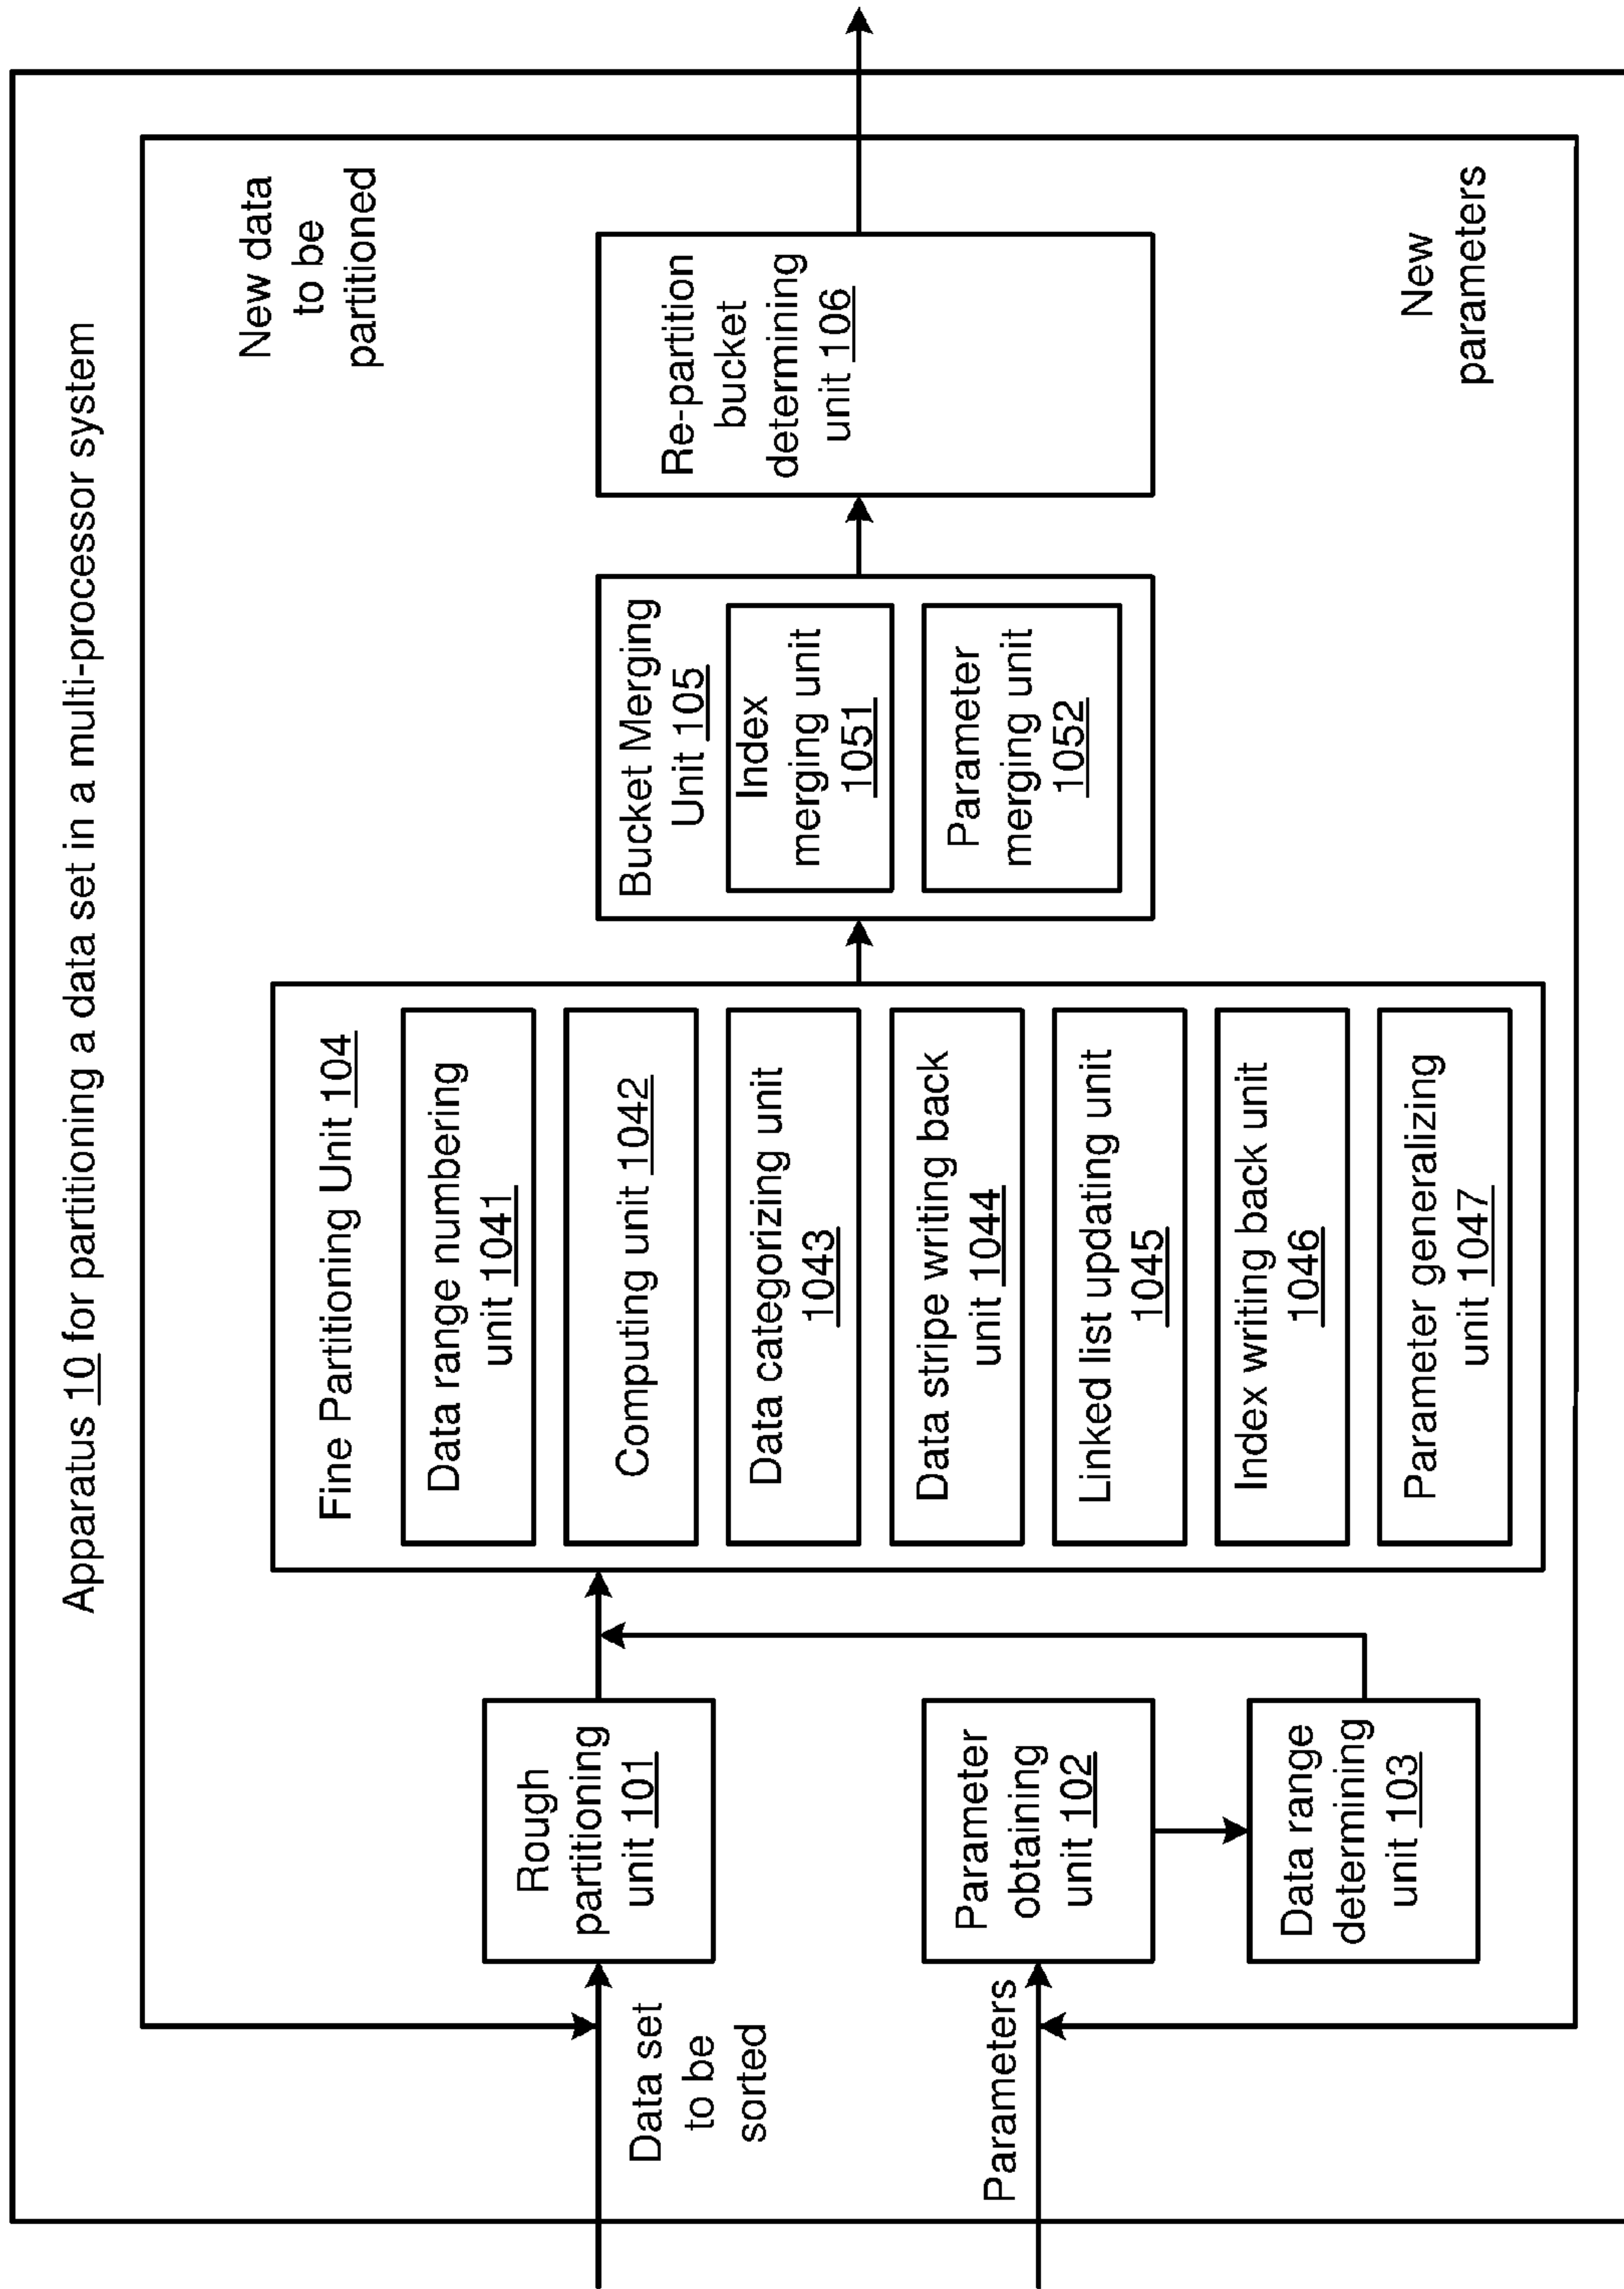 Apparatus 10 for partitioning a data set in a multi-processor system
Data set
to be
sorted
Parameters
Rough
partitioning
unit 101
Parameter
obtaining
unit 102
Data range
determining
unit 103
Fine Partitioning Unit 104
Data range numbering
unit 1041
Computing unit 1042
Data categorizing unit
1043
Data stripe writing back
unit 1044
Linked list updating unit
1045
Index writing back unit
1046
Parameter generalizing
unit 1047
Bucket Merging
Unit 105
Index
merging unit
1051
Parameter
merging unit
1052
Re-partition
bucket
determining
unit 106
New data
to be
partitioned
New
parameters